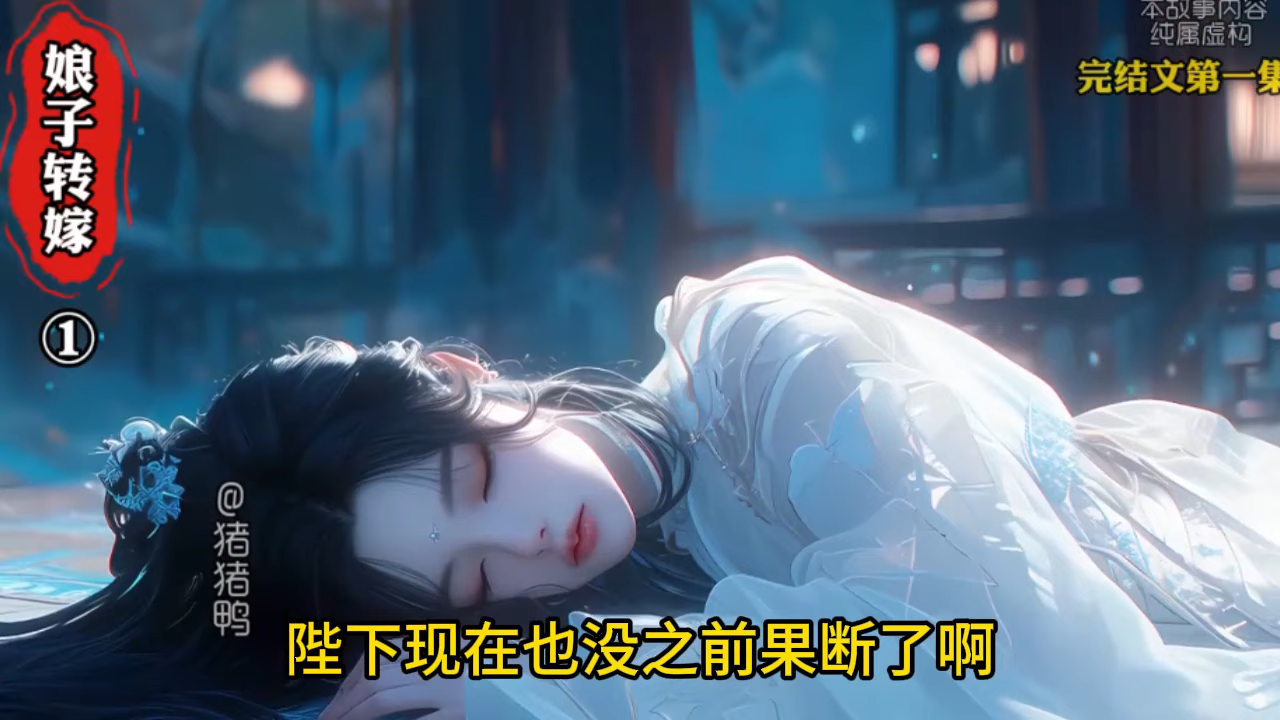 娘子转嫁
①
本故事内容
纯属虚构
完结文第一集
@猪猪鸭
陛下现在也没之前果断了啊